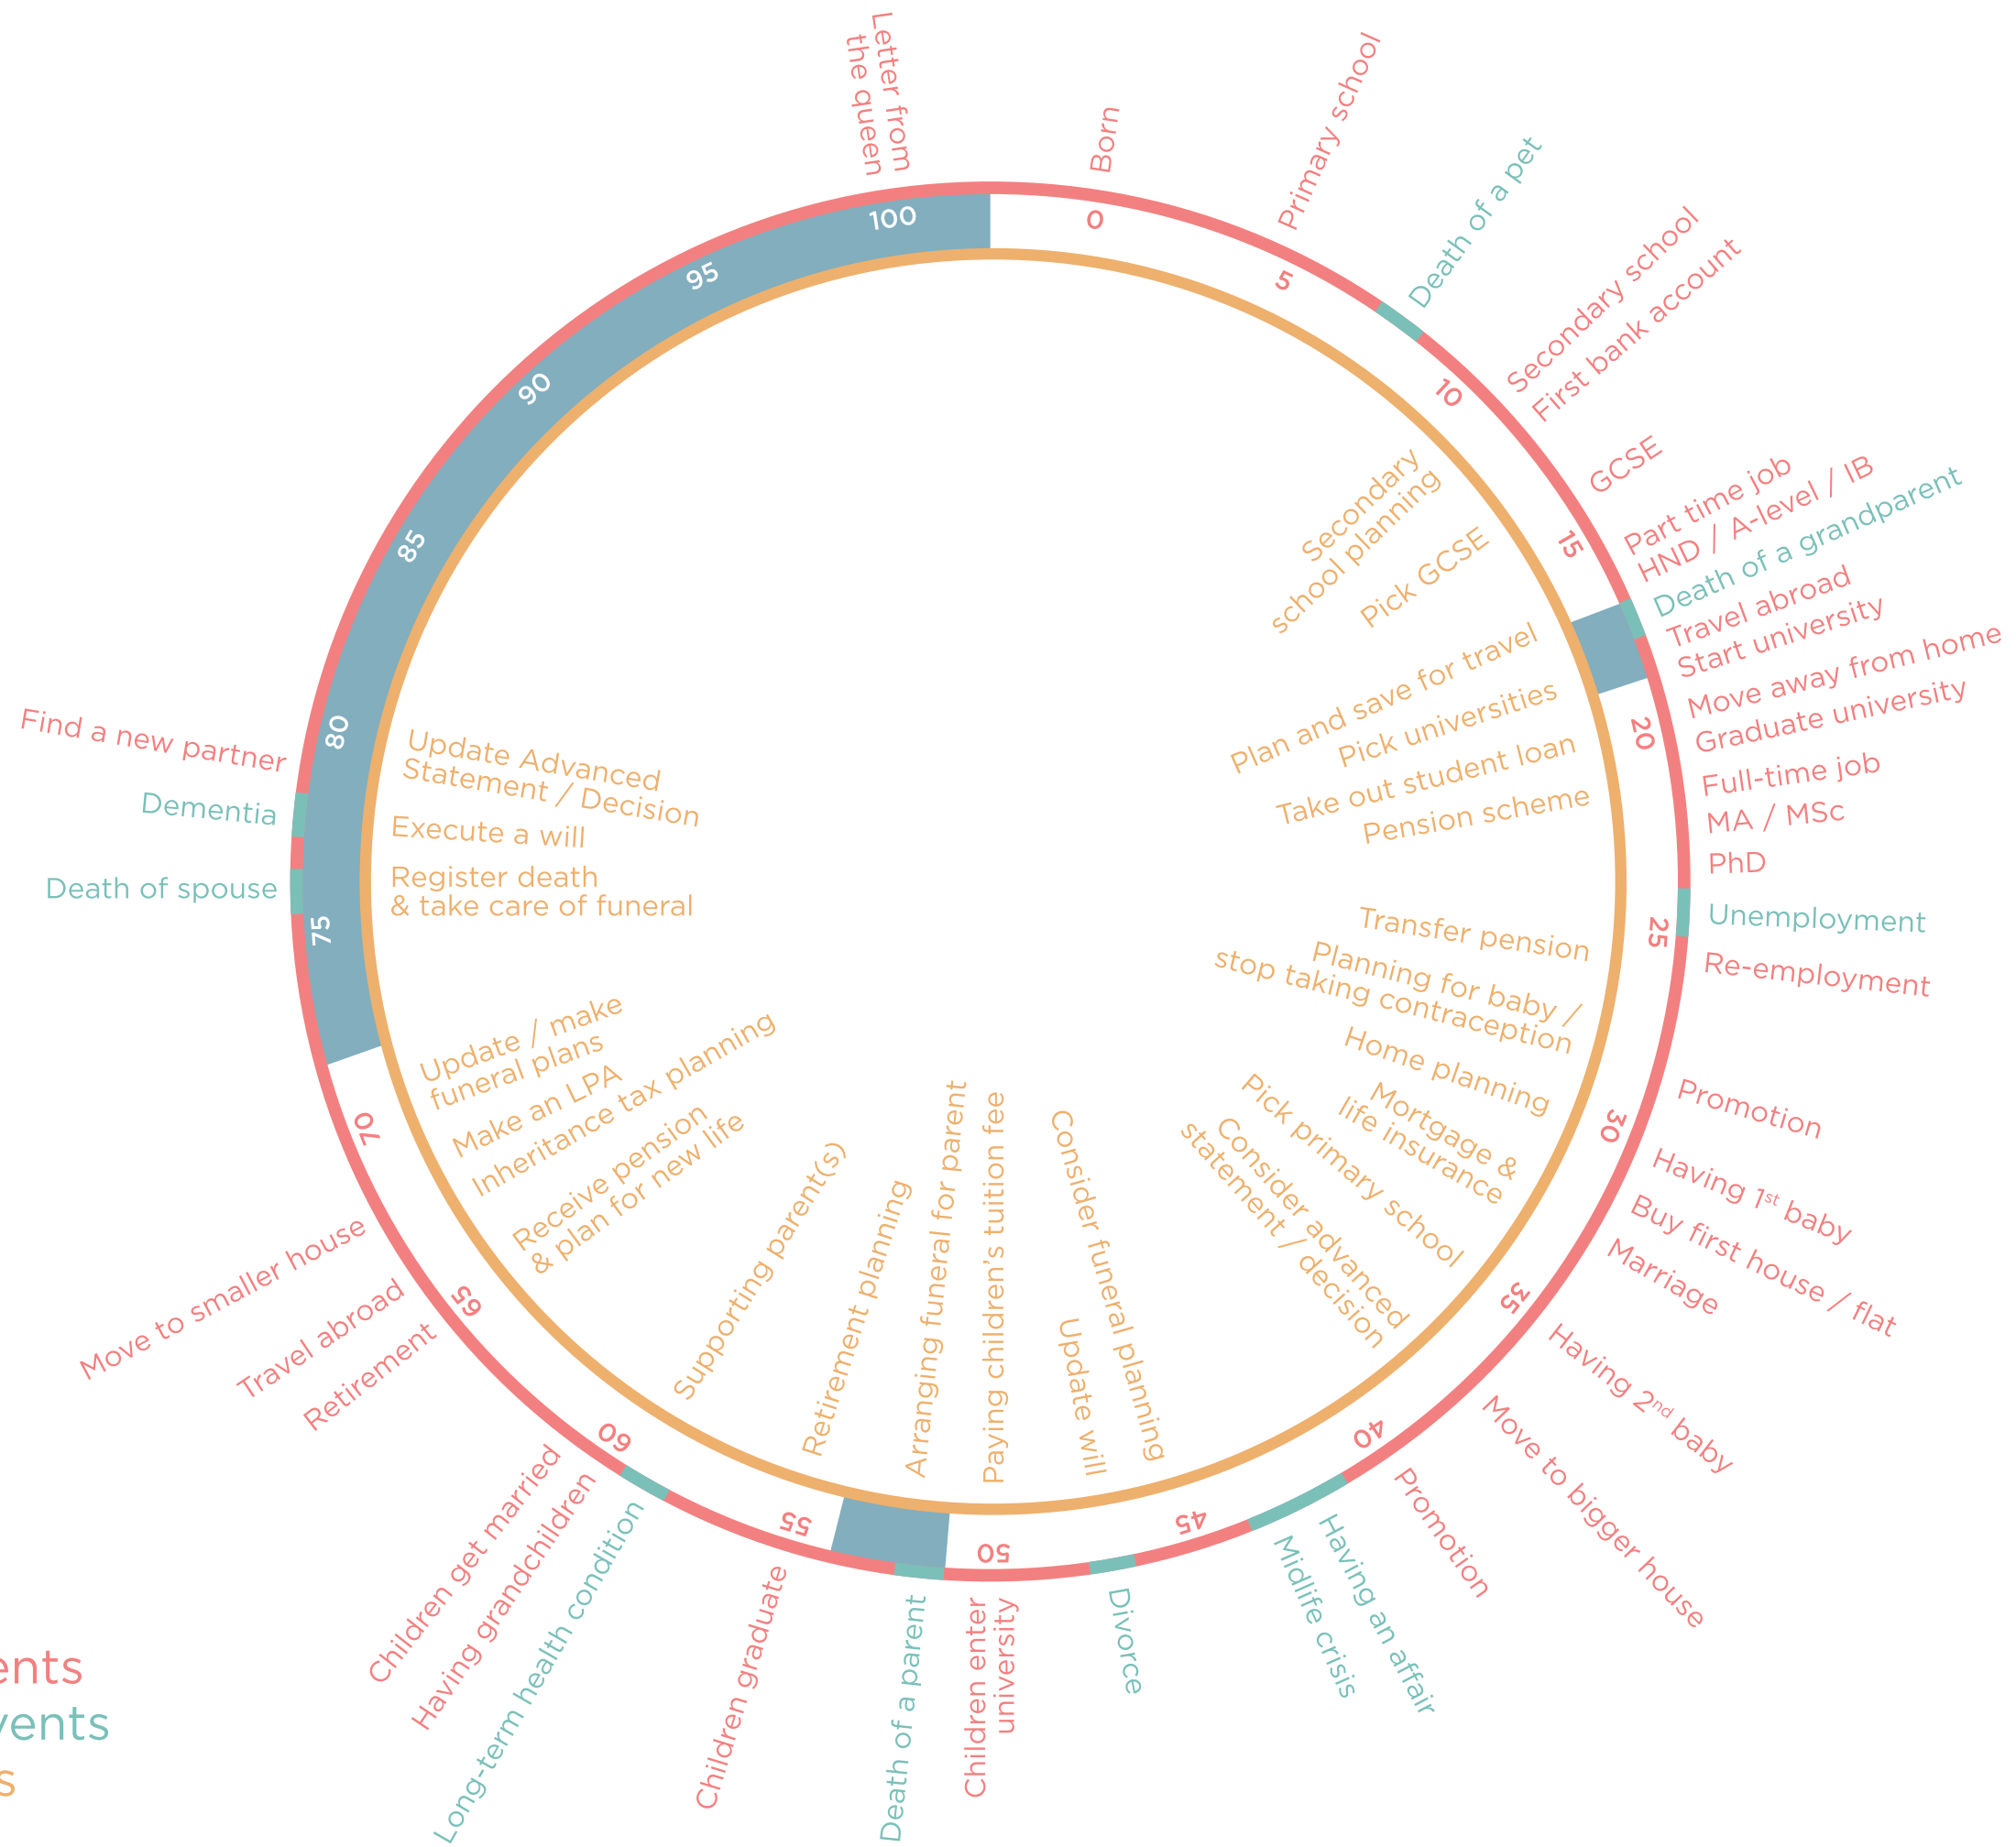 Letter from
the queen
Born
Primary school
Death of a pet
Secondary school
First bank account
GCSE
Part time job
HND / A-level / IB
Death of a grandparent
Travel abroad
Start university
Move away from home
Graduate university
Full-time job
MA / MSc
PhD
Unemployment
Re-employment
Promotion
Having 1st baby
Buy first house / flat
Marriage
Having 2nd baby
Move to bigger house
Promotion
Having an affair
Midlife crisis
Divorce
Children enter
university
Death of a parent
Children graduate
Long-term health condition
Having grandchildren
Children get married
Retirement
Travel abroad
Move to smaller house
Death of spouse
Dementia
Find a new partner
0
5
10
15
20
25
30
35
40
45
50
55
60
65
70
75
80
85
90
95
100
Secondary
school planning
Pick GCSE
Plan and save for travel
Pick universities
Take out student loan
Pension scheme
Transfer pension
Planning for baby /
stop taking contraception
Home planning
Mortgage &
life insurance
Pick primary school
Consider advanced
statement / decision
Consider funeral planning
Update will
Paying children's tuition fee
Arranging funeral for parent
Retirement planning
Supporting parent(s)
Receive pension
& plan for new life
Inheritance tax planning
Make an LPA
Update / make
funeral plans
Register death
& take care of funeral
Execute a will
Update Advanced
Statement / Decision
ents
vents
s